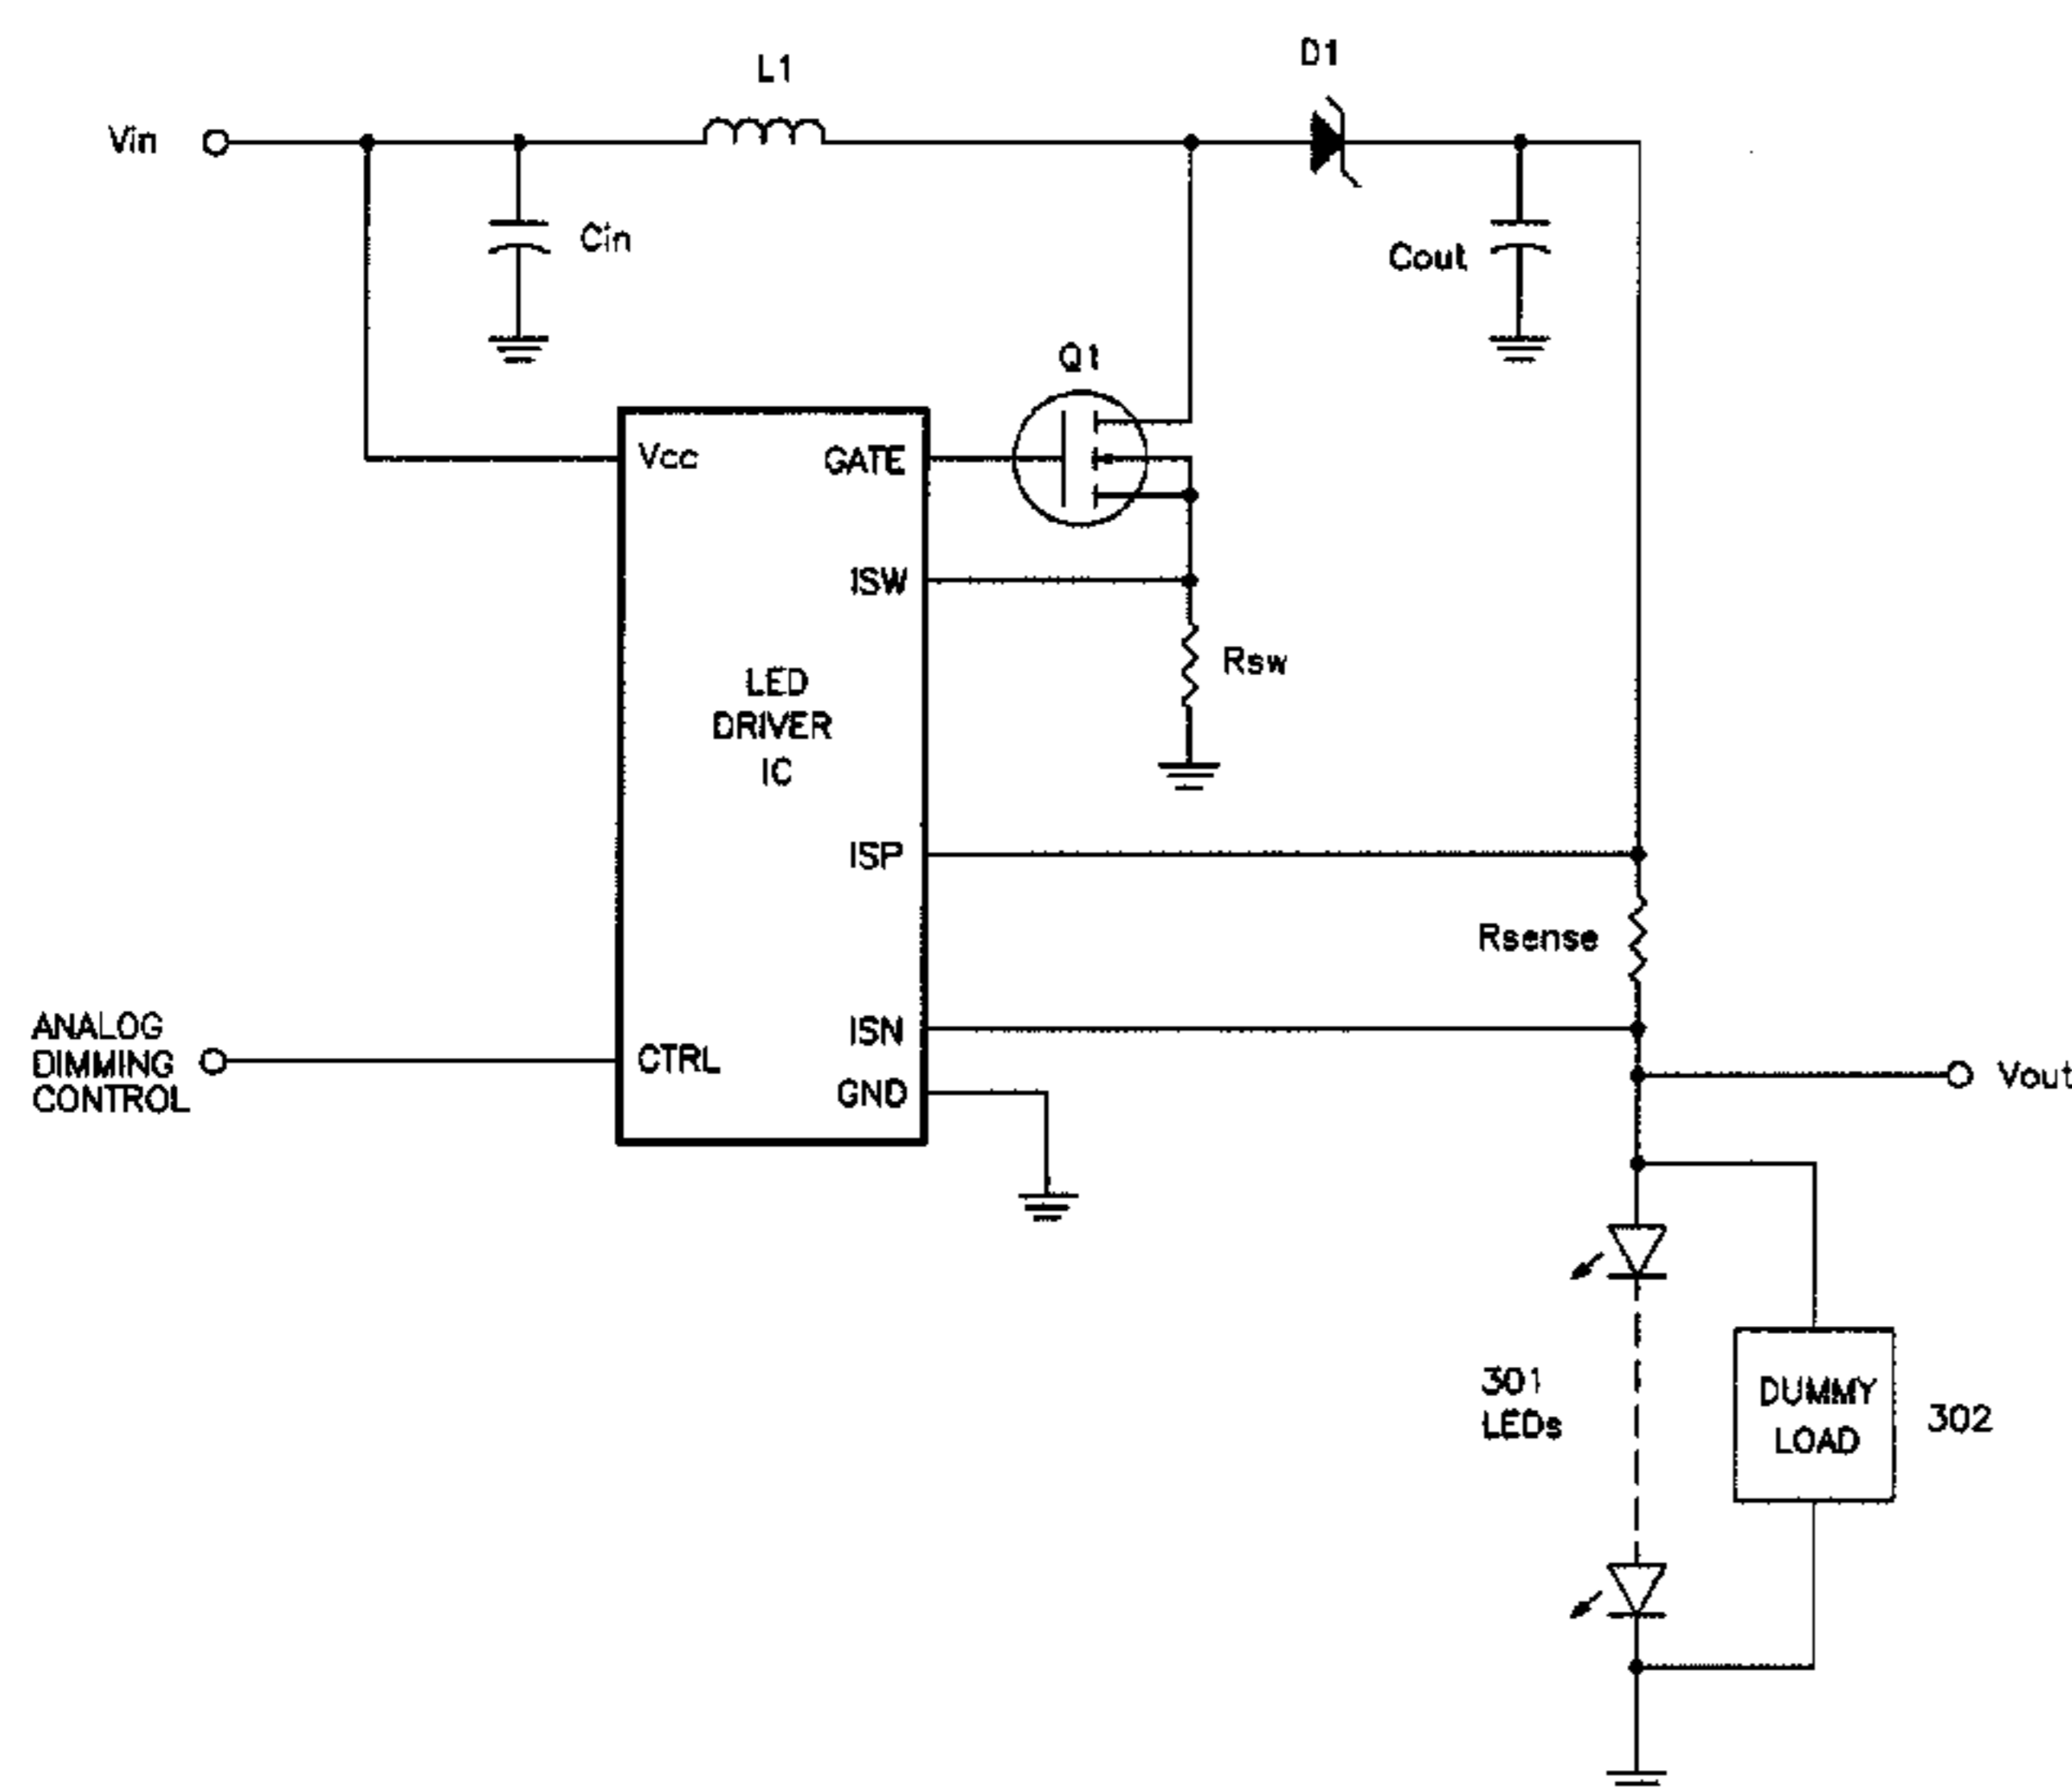 L1
D1
Vin
Cin
Cout
Q1
Vcc
GATE
ISW
Rsw
LED
DRIVER
IC
ISP
Rsense
ISN
ANALOG
DIMMING
CONTROL
CTRL
GND
Vout
301
LEDs
DUMMY
LOAD
302